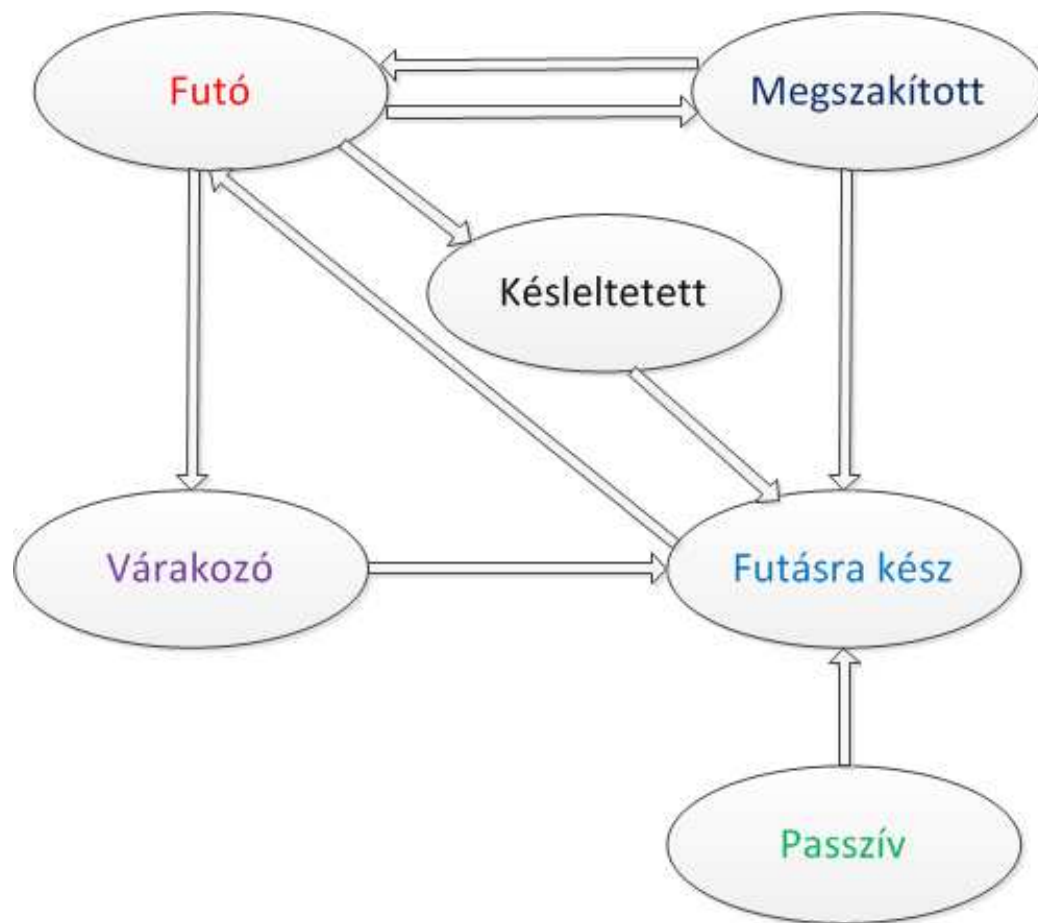 Futó
Megszakított
Késleltetett
Várakozó
Futásra kész
Passzív